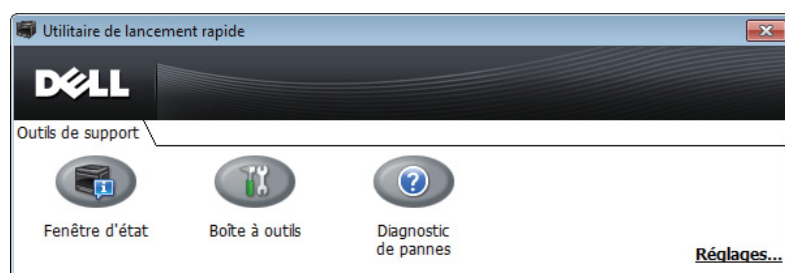 Utilitaire de lancement rapide
DELL
Outils de support
Fenêtre d'état
Boîte à outils
Diagnostic
de pannes
Réglages...